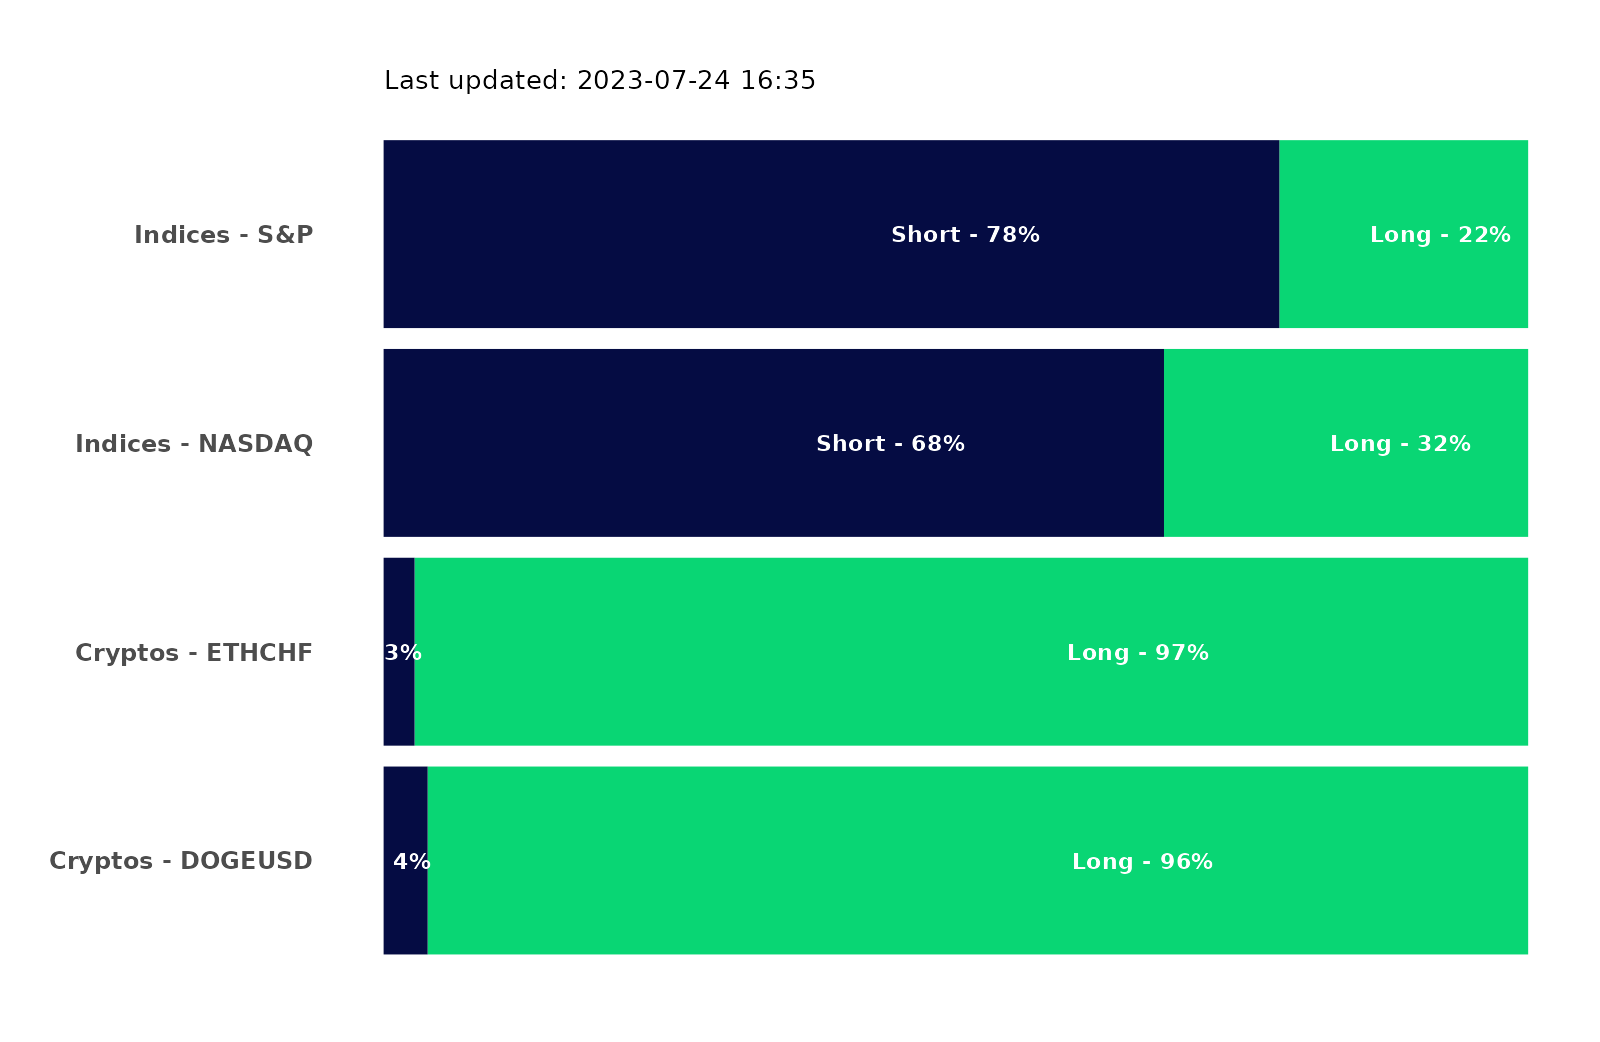 Last updated: 2023-07-24 16:35
Indices - S&P
Short - 78%
Long - 22%
Indices - NASDAQ
Short - 68%
Long - 32%
Cryptos - ETHCHF
3%
Long - 97%
Cryptos - DOGEUSD
4%
Long - 96%